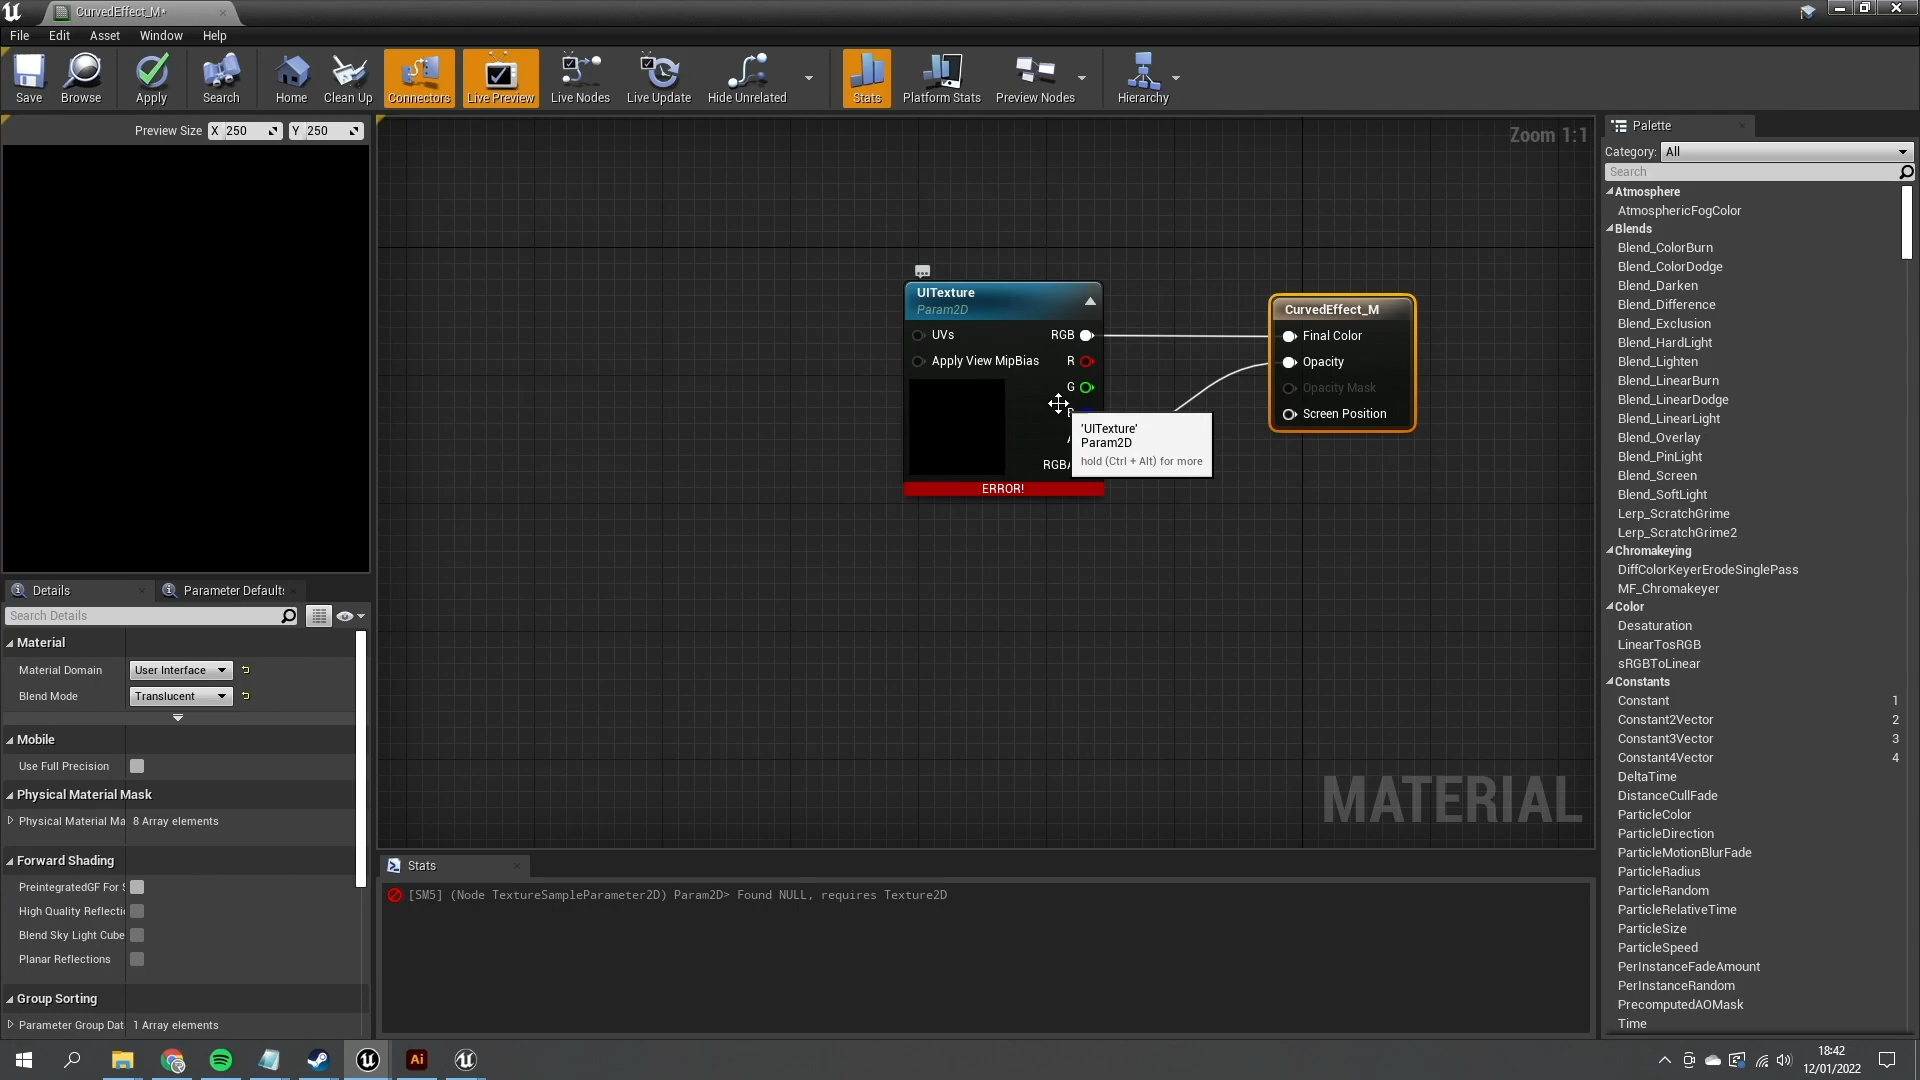 CurvedEffect_M*
File Edit Asset Window Help
Save Browse Apply Search Home Clean Up Connectors Live Preview Live Nodes Live Update Hide Unrelated Stats Platform Stats Preview Nodes Hierarchy
Preview Size X 250 Y 250
Zoom 1:1
UITexture
Param2D
UVs RGB
Apply View MipBias R
G
RGBA
ERROR!
'UITexture'
Param2D
hold (Ctrl + Alt) for more
CurvedEffect_M
Final Color
Opacity
Opacity Mask
Screen Position
MATERIAL
Details Parameter Defaults
Search Details
Material
Material Domain User Interface
Blend Mode Translucent
Mobile
Use Full Precision
Physical Material Mask
Physical Material Ma 8 Array elements
Forward Shading
PreintegratedGF For S
High Quality Reflecti
Blend Sky Light Cube
Planar Reflections
Group Sorting
Parameter Group Dat 1 Array elements
Stats
[SM5] (Node TextureSampleParameter2D) Param2D> Found NULL, requires Texture2D
Palette
Category: All
Search
Atmosphere
AtmosphericFogColor
Blends
Blend_ColorBurn
Blend_ColorDodge
Blend_Darken
Blend_Difference
Blend_Exclusion
Blend_HardLight
Blend_Lighten
Blend_LinearBurn
Blend_LinearDodge
Blend_LinearLight
Blend_Overlay
Blend_PinLight
Blend_Screen
Blend_SoftLight
Lerp_ScratchGrime
Lerp_ScratchGrime2
Chromakeying
DiffColorKeyerErodeSinglePass
MF_Chromakeyer
Color
Desaturation
LinearTosRGB
sRGBToLinear
Constants
Constant 1
Constant2Vector 2
Constant3Vector 3
Constant4Vector 4
DeltaTime
DistanceCullFade
ParticleColor
ParticleDirection
ParticleMotionBlurFade
ParticleRadius
ParticleRandom
ParticleRelativeTime
ParticleSize
ParticleSpeed
PerInstanceFadeAmount
PerInstanceRandom
PrecomputedAOMask
Time
Ai
18:42
12/01/2022